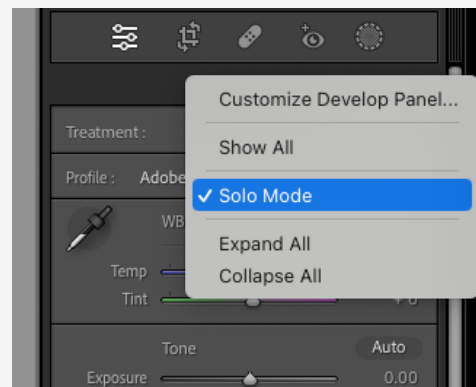 Customize Develop Panel...
Treatment :
Show All
Profile : Adobe
✓ Solo Mode
WB
Expand All
Temp
Collapse All
Tint
Tone Auto
Exposure 0.00